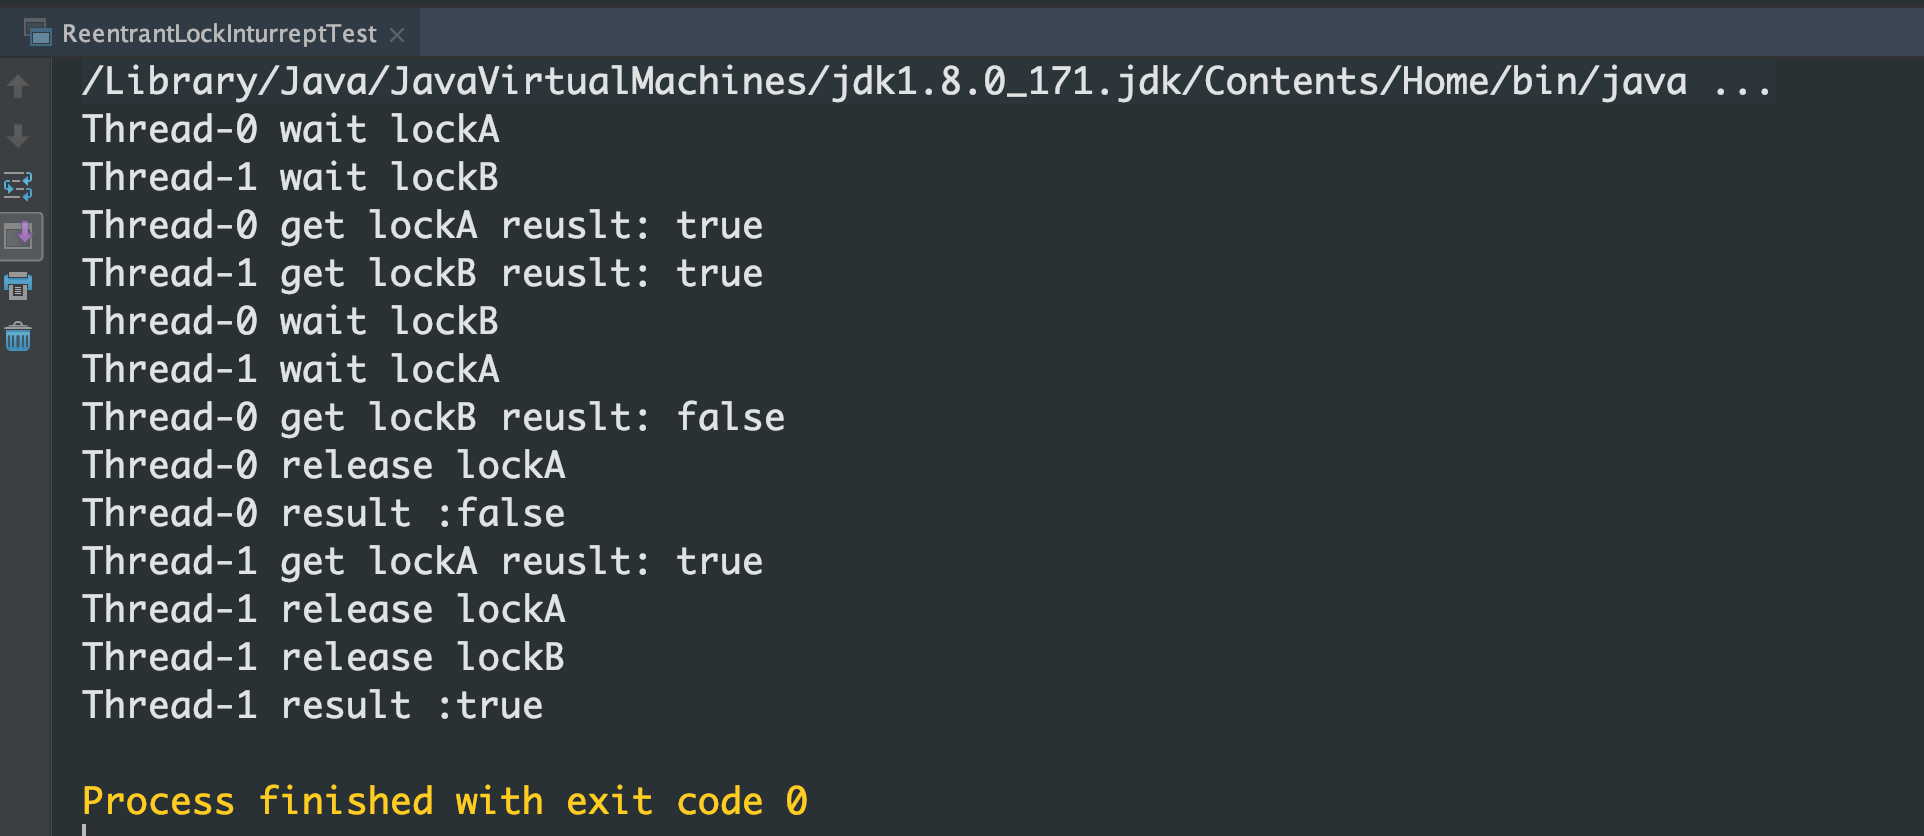 ReentrantLockInturreptTest
/Library/Java/JavaVirtualMachines/jdk1.8.0_171.jdk/Contents/Home/bin/java ...
Thread-0 wait lockA
Thread-1 wait lockB
Thread-0 get lockA reuslt: true
Thread-1 get lockB reuslt: true
Thread-0 wait lockB
Thread-1 wait lockA
Thread-0 get lockB reuslt: false
Thread-0 release lockA
Thread-0 result :false
Thread-1 get lockA reuslt: true
Thread-1 release lockA
Thread-1 release lockB
Thread-1 result :true
Process finished with exit code 0